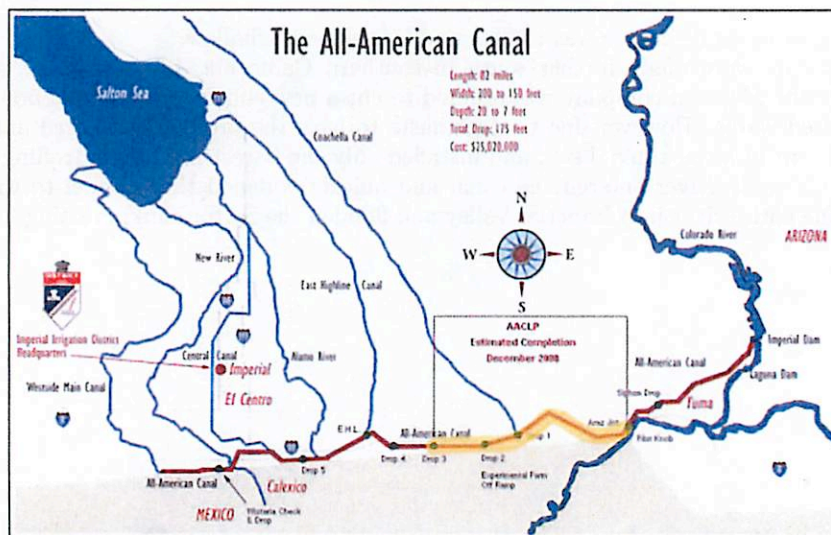 The All-American Canal
Length: 82 miles
Width: 200 to 150 feet
Depth: 20 to 7 feet
Total Drop: 175 feet
Cost: $25,020,000
Salton Sea
Coachella Canal
N
W
E
S
Colorado River
ARIZONA
New River
East Highline Canal
AACLP
Estimated Completion
December 2008
Imperial Irrigation District
Headquarters
Central Canal
Alamo River
Imperial
El Centro
Westside Main Canal
All-American Canal
Imperial Dam
Laguna Dam
Yuma
Pilot Knob
E.H.L.
All-American Canal
Drop 1
Drop 2
Drop 3
Drop 4
Drop 5
Experimental Farm
Off Ramp
All-American Canal
Calexico
MEXICO
& Drop